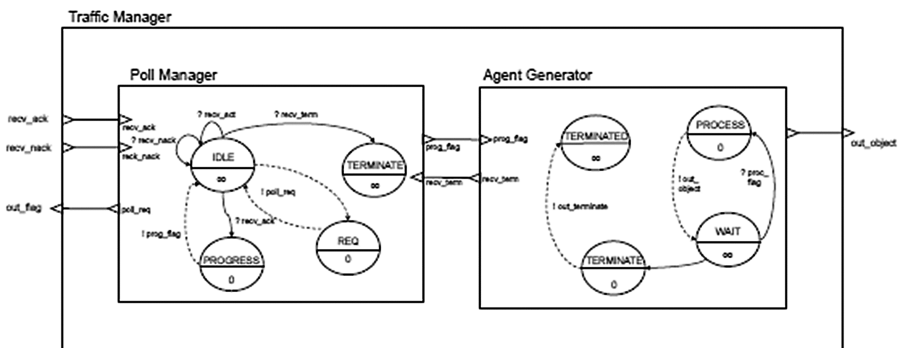 Traffic Manager
Poll Manager
Agent Generator
recv_ack
recv_nack
out_flag
recv_ack
? recv_nack
reck_nack
poll_req
? recv_act
? recv_term
IDLE
∞
TERMINATE
∞
! poll_req
? recv_ack
! prog_flag
REQ
0
PROGRESS
0
prog_flag
prog_flag
recv_term
recv_term
TERMINATED
∞
PROCESS
0
! out_
object
? proc_
flag
! out_terminate
WAIT
∞
TERMINATE
0
out_object